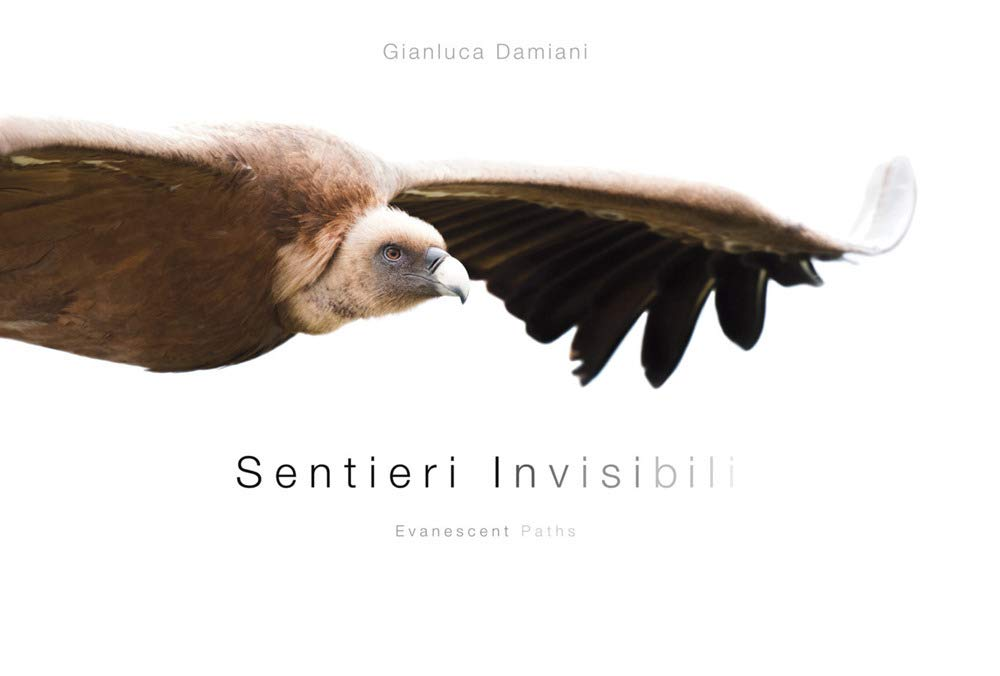 Gianluca Damiani
Sentieri Invisibili
Evanescent Paths